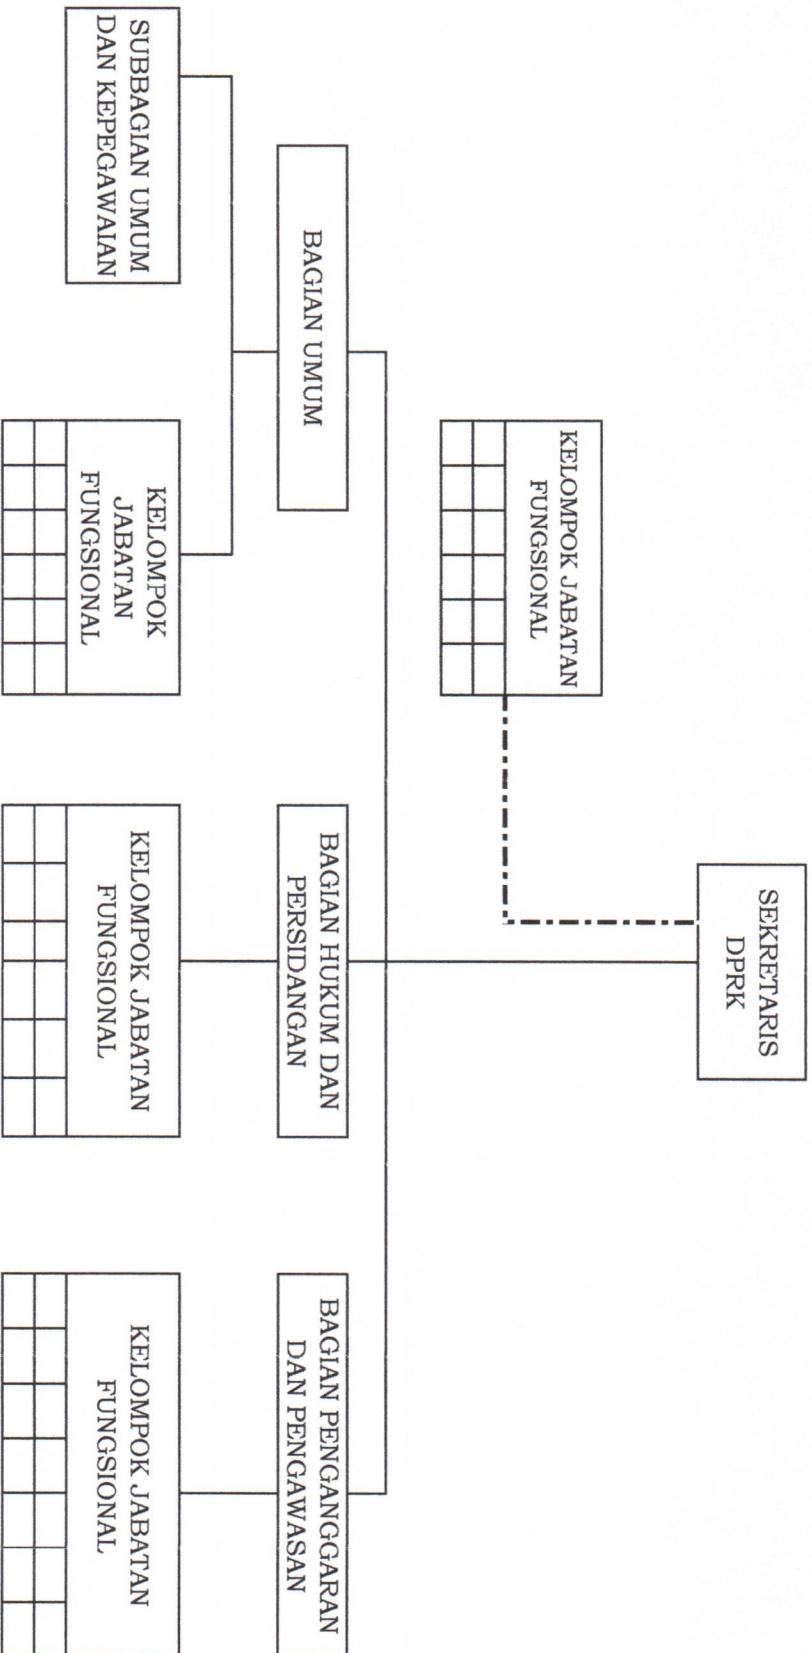 SEKRETARIS
DPRK
KELOMPOK JABATAN
FUNGSIONAL
BAGIAN UMUM
BAGIAN HUKUM DAN
PERSIDANGAN
BAGIAN PENGANGGARAN
DAN PENGAWASAN
SUBBAGIAN UMUM
DAN KEPEGAWAIAN
KELOMPOK
JABATAN
FUNGSIONAL
KELOMPOK JABATAN
FUNGSIONAL
KELOMPOK JABATAN
FUNGSIONAL